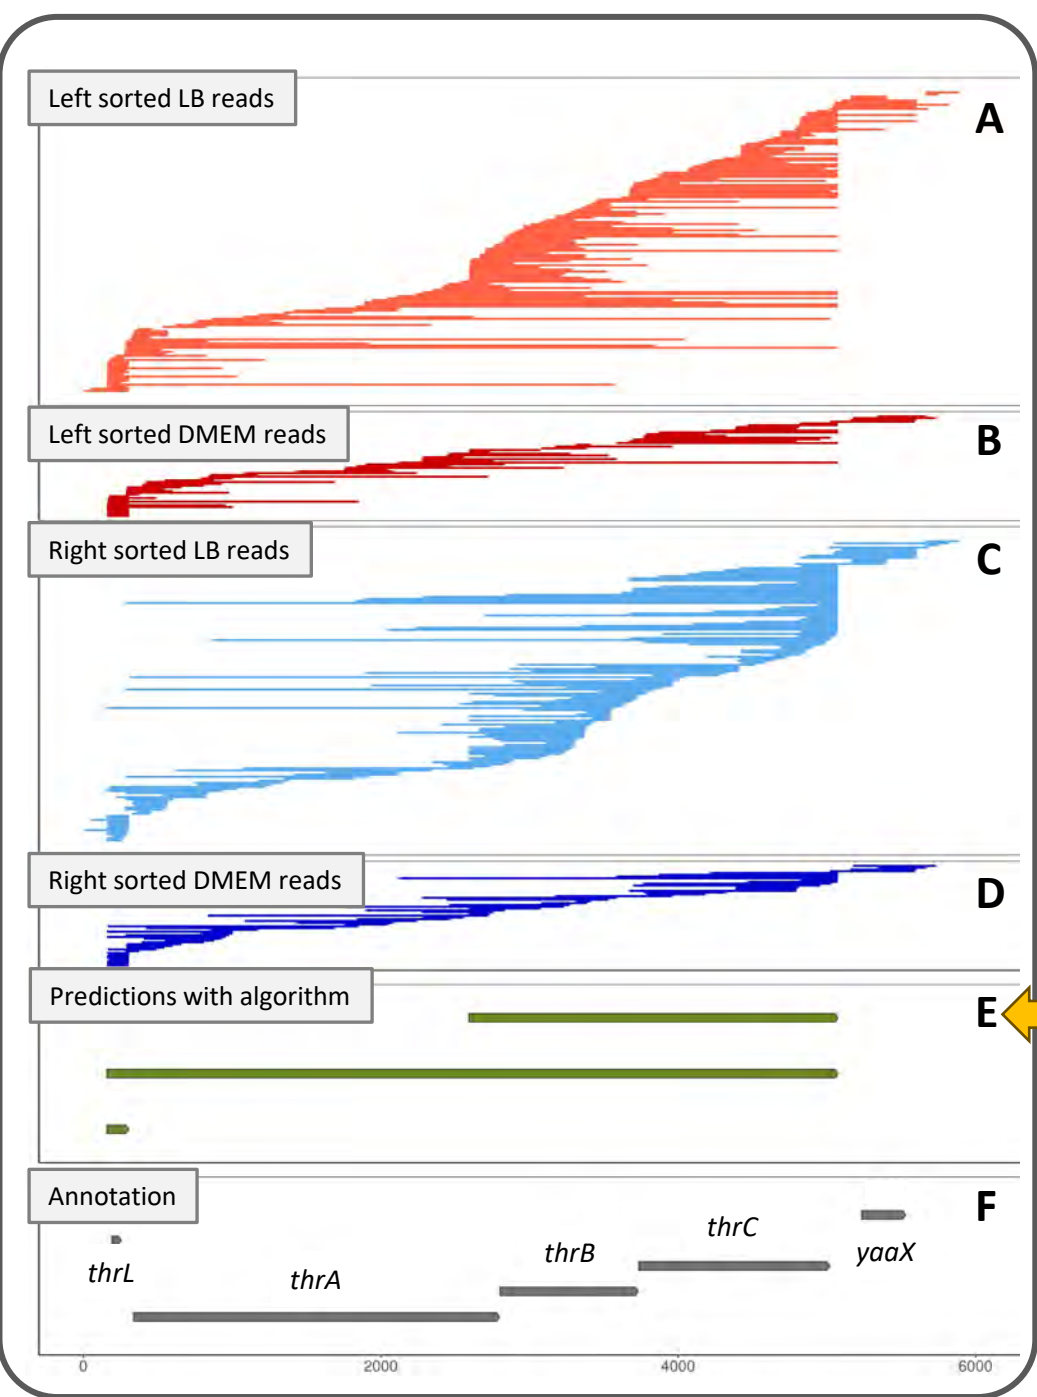 Left sorted LB reads
A
Left sorted DMEM reads
B
Right sorted LB reads
C
Right sorted DMEM reads
D
Predictions with algorithm
E
Annotation
F
thrL
thrA
thrB
thrC
yaaX
0 2000 4000 6000